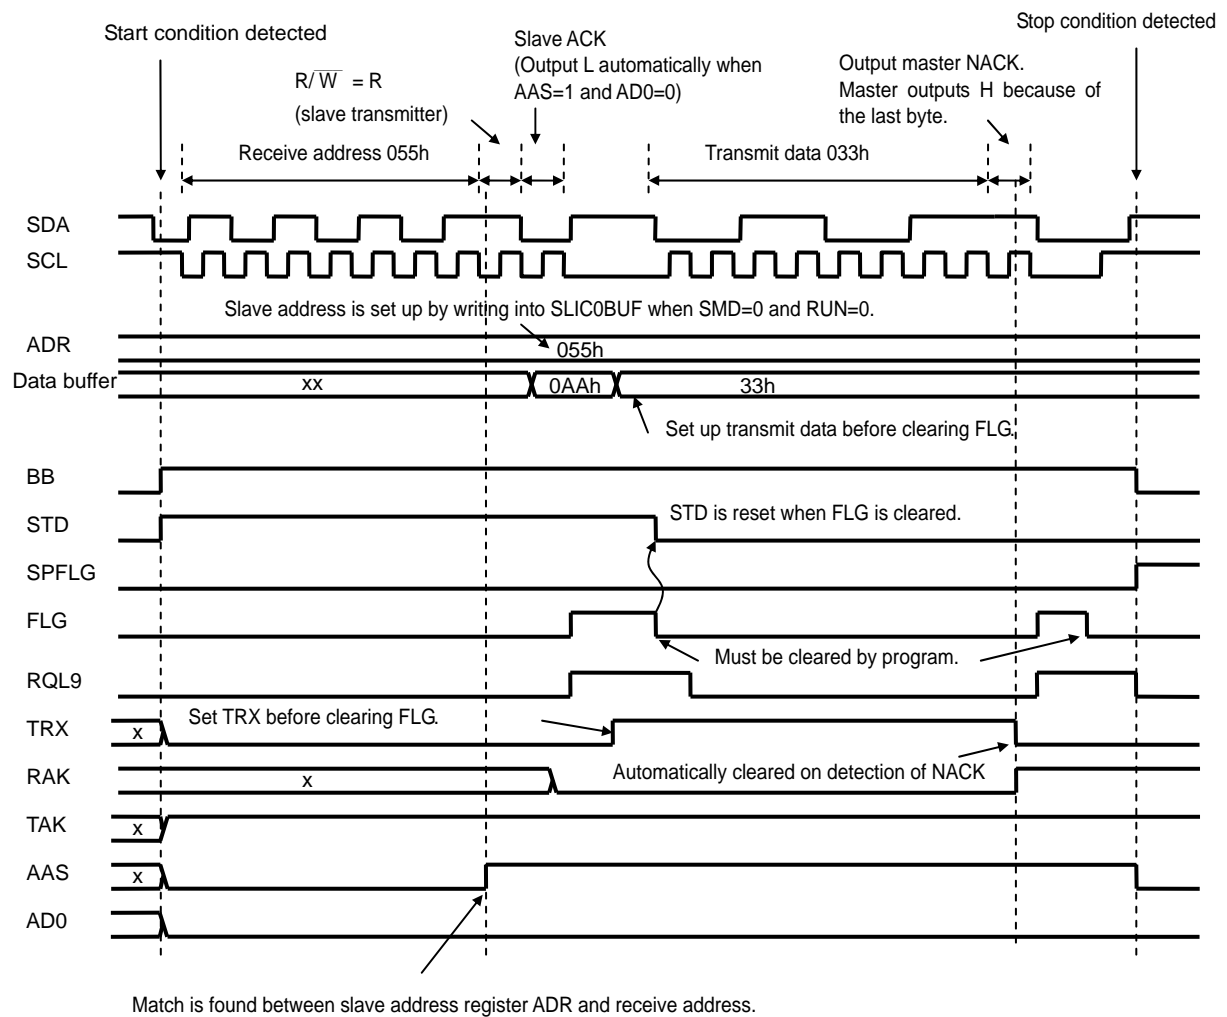 Stop condition detected
Start condition detected
Slave ACK
(Output L automatically when
AAS=1 and AD0=0)
Output master NACK.
Master outputs H because of
the last byte.
R/W = R
(slave transmitter)
Receive address 055h
Transmit data 033h
SDA
SCL
Slave address is set up by writing into SLIC0BUF when SMD=0 and RUN=0.
ADR
055h
Data buffer
xx
0AAh
33h
Set up transmit data before clearing FLG.
BB
STD
STD is reset when FLG is cleared.
SPFLG
FLG
Must be cleared by program.
RQL9
Set TRX before clearing FLG.
TRX
x
Automatically cleared on detection of NACK
RAK
x
TAK
x
AAS
x
AD0
Match is found between slave address register ADR and receive address.